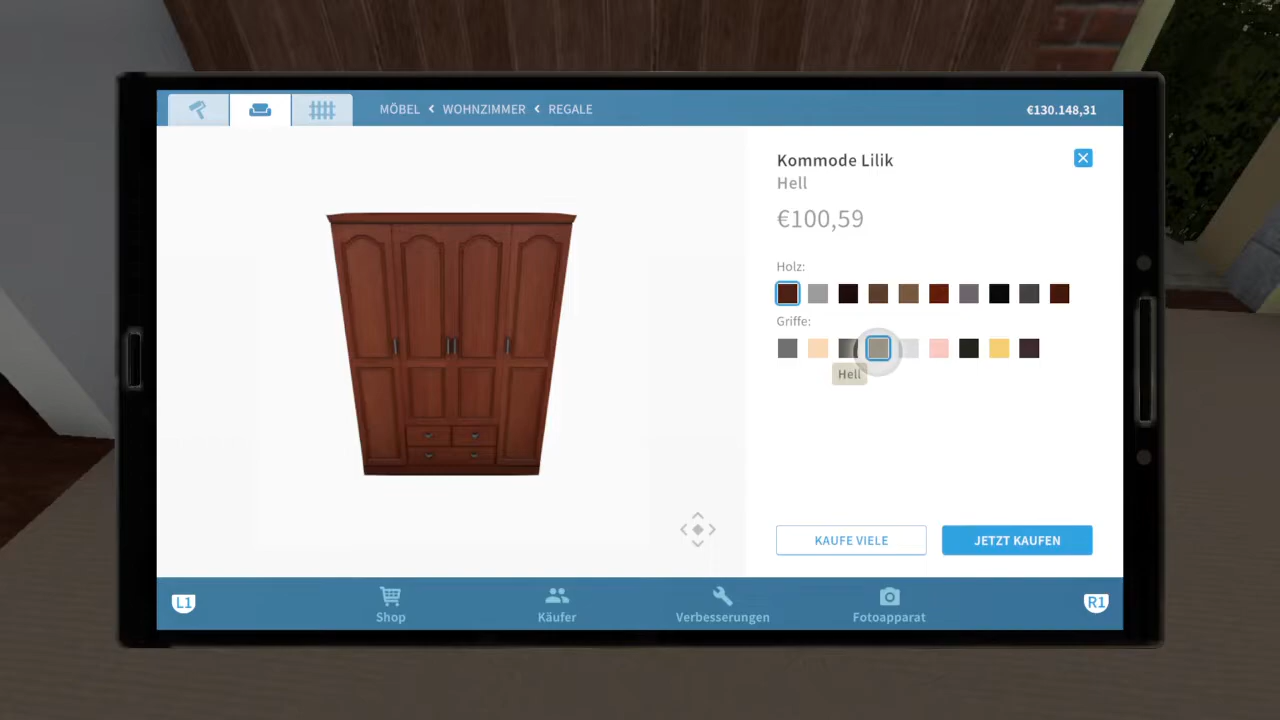 MÖBEL < WOHNZIMMER < REGALE
€130.148,31
Kommode Lilik
Hell
€100,59
Holz:
Griffe:
Hell
KAUFE VIELE
JETZT KAUFEN
L1
Shop
Käufer
Verbesserungen
Fotoapparat
R1